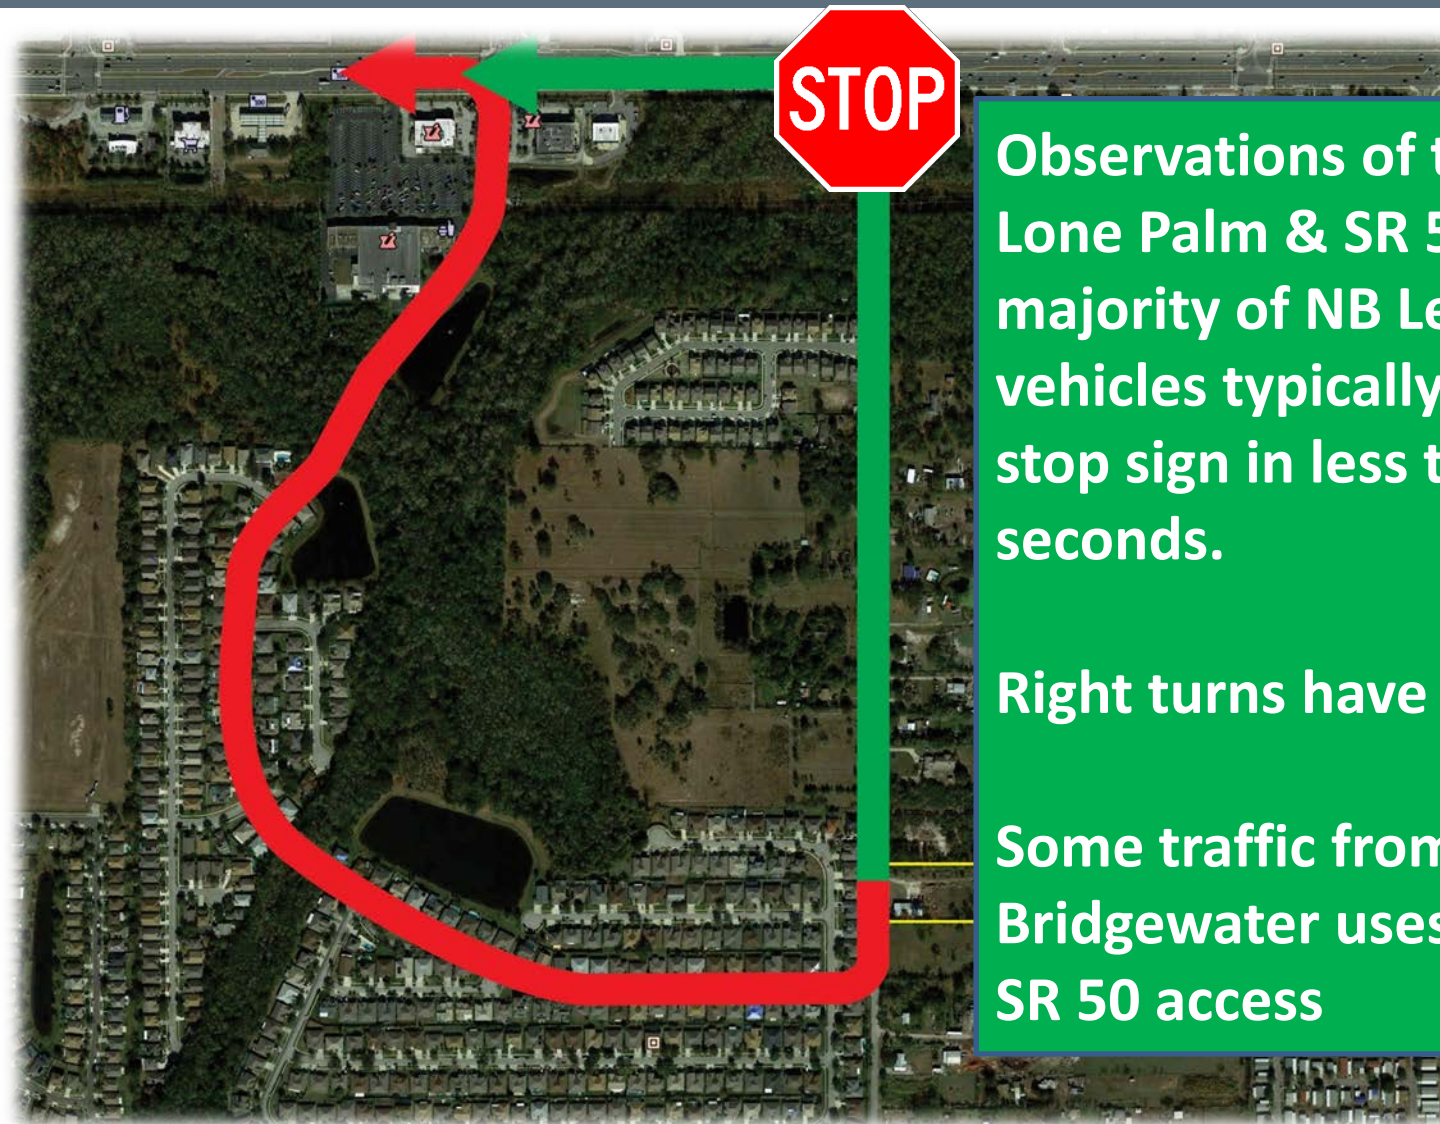 STOP
Observations of
Lone Palm & SR
majority of NB
vehicles typically
stop sign in less
seconds.
Right turns have
Some traffic from
Bridgewater uses
SR 50 access